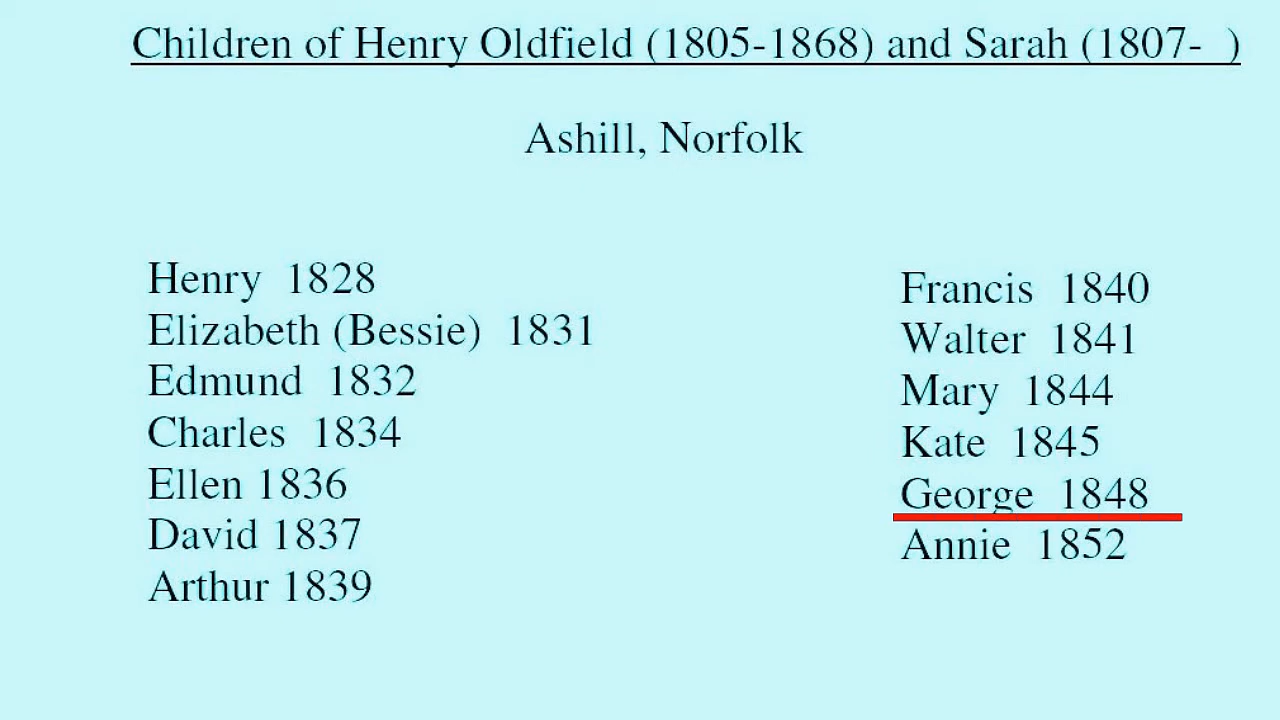 Children of Henry Oldfield (1805-1868) and Sarah (1807-  )
Ashill, Norfolk
Henry  1828
Elizabeth (Bessie)  1831
Edmund  1832
Charles  1834
Ellen 1836
David 1837
Arthur 1839
Francis  1840
Walter  1841
Mary  1844
Kate  1845
George  1848
Annie  1852